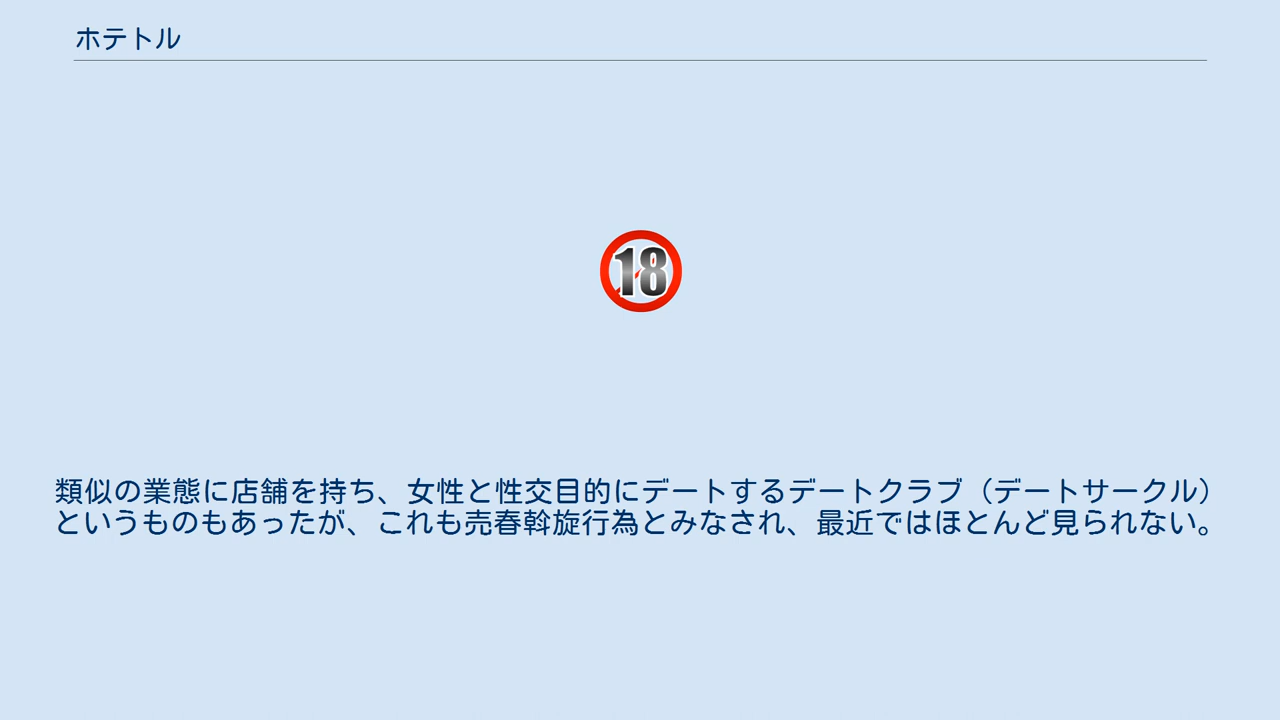 ホテトル
18
類似の業態に店舗を持ち、女性と性交目的にデートするデートクラブ（デートサークル）
というものもあったが、これも売春斡旋行為とみなされ、最近ではほとんど見られない。